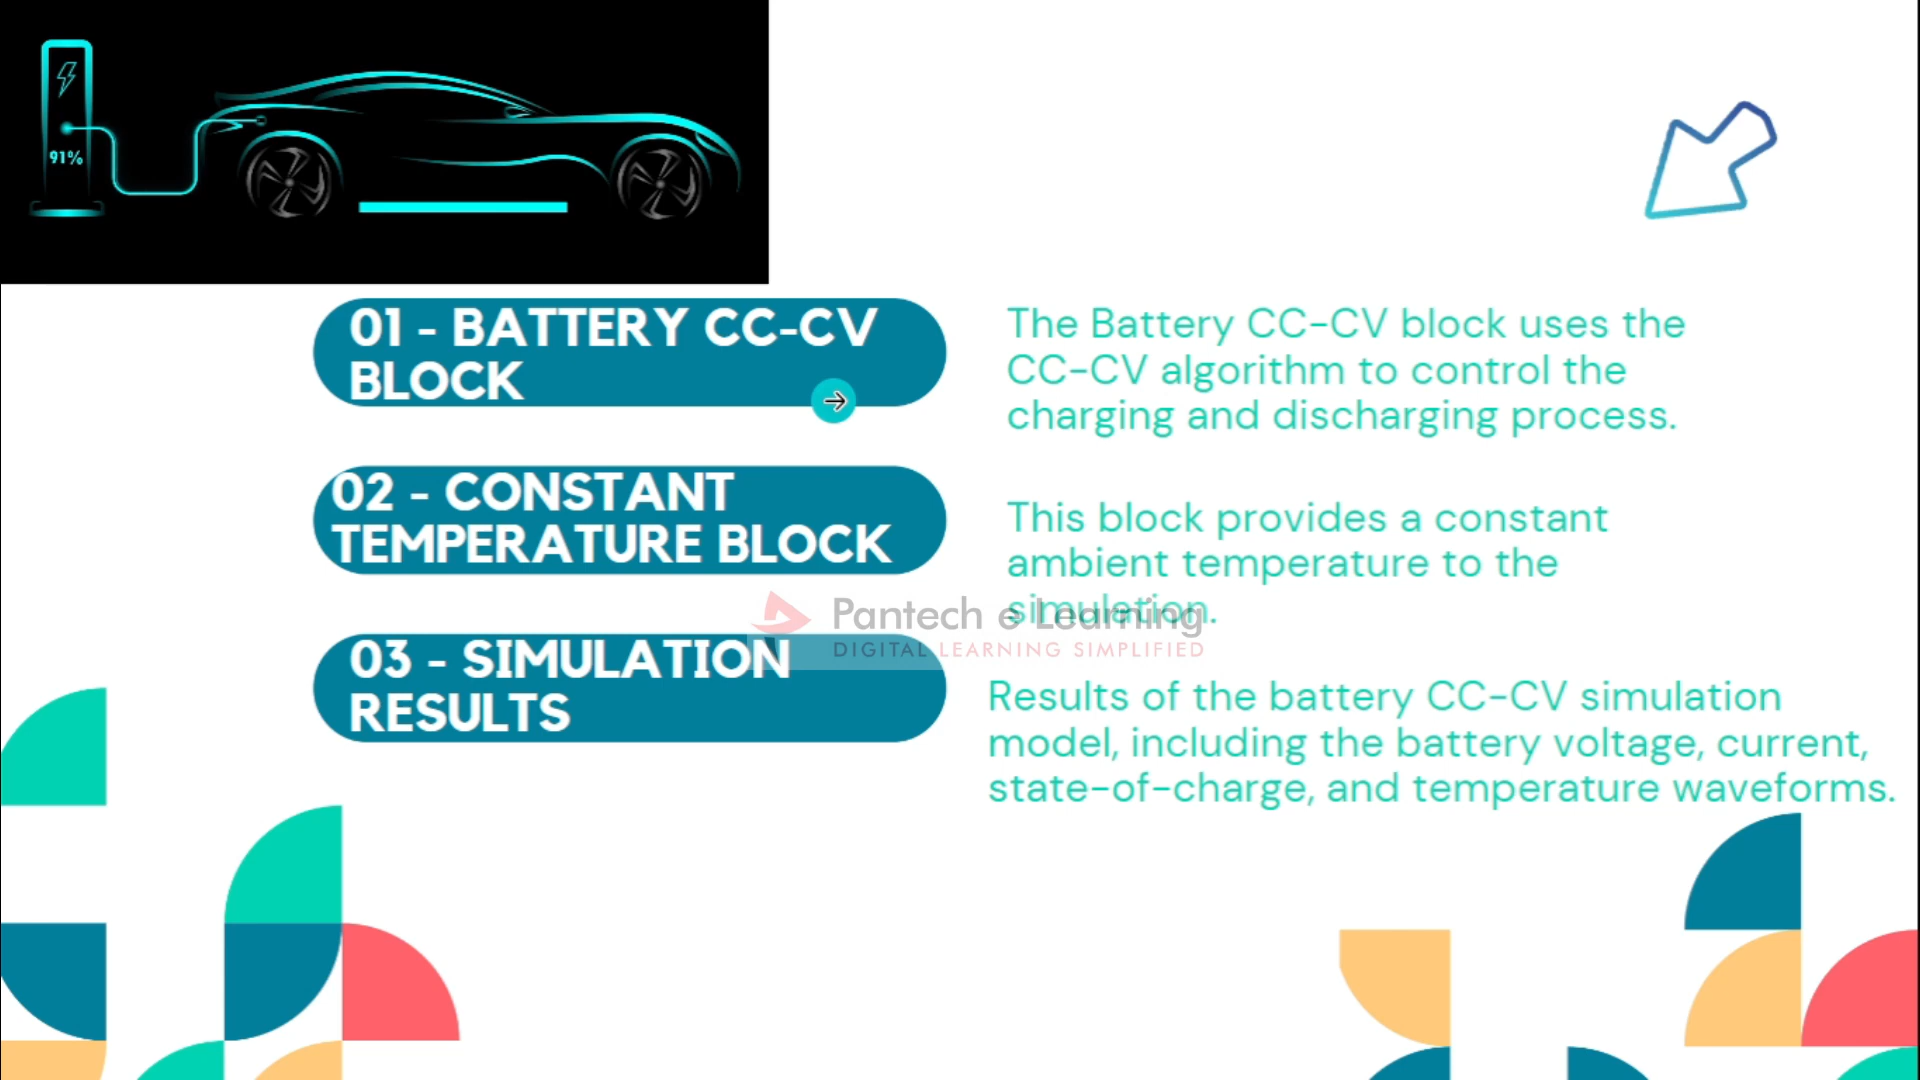 91%
01 - BATTERY CC-CV
BLOCK
The Battery CC-CV block uses the
CC-CV algorithm to control the
charging and discharging process.
02 - CONSTANT
TEMPERATURE BLOCK
This block provides a constant
ambient temperature to the
simulation.
Pantech e Learning
DIGITAL LEARNING SIMPLIFIED
03 - SIMULATION
RESULTS
Results of the battery CC-CV simulation
model, including the battery voltage, current,
state-of-charge, and temperature waveforms.